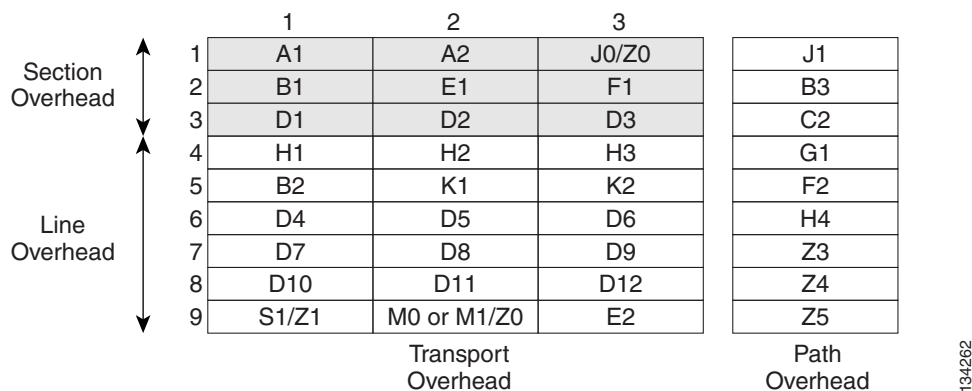 1 2 3
Section
Overhead
1 A1 A2 J0/Z0 J1
2 B1 E1 F1 B3
3 D1 D2 D3 C2
Line
Overhead
4 H1 H2 H3 G1
5 B2 K1 K2 F2
6 D4 D5 D6 H4
7 D7 D8 D9 Z3
8 D10 D11 D12 Z4
9 S1/Z1 M0 or M1/Z0 E2 Z5
Transport
Overhead
Path
Overhead
134262